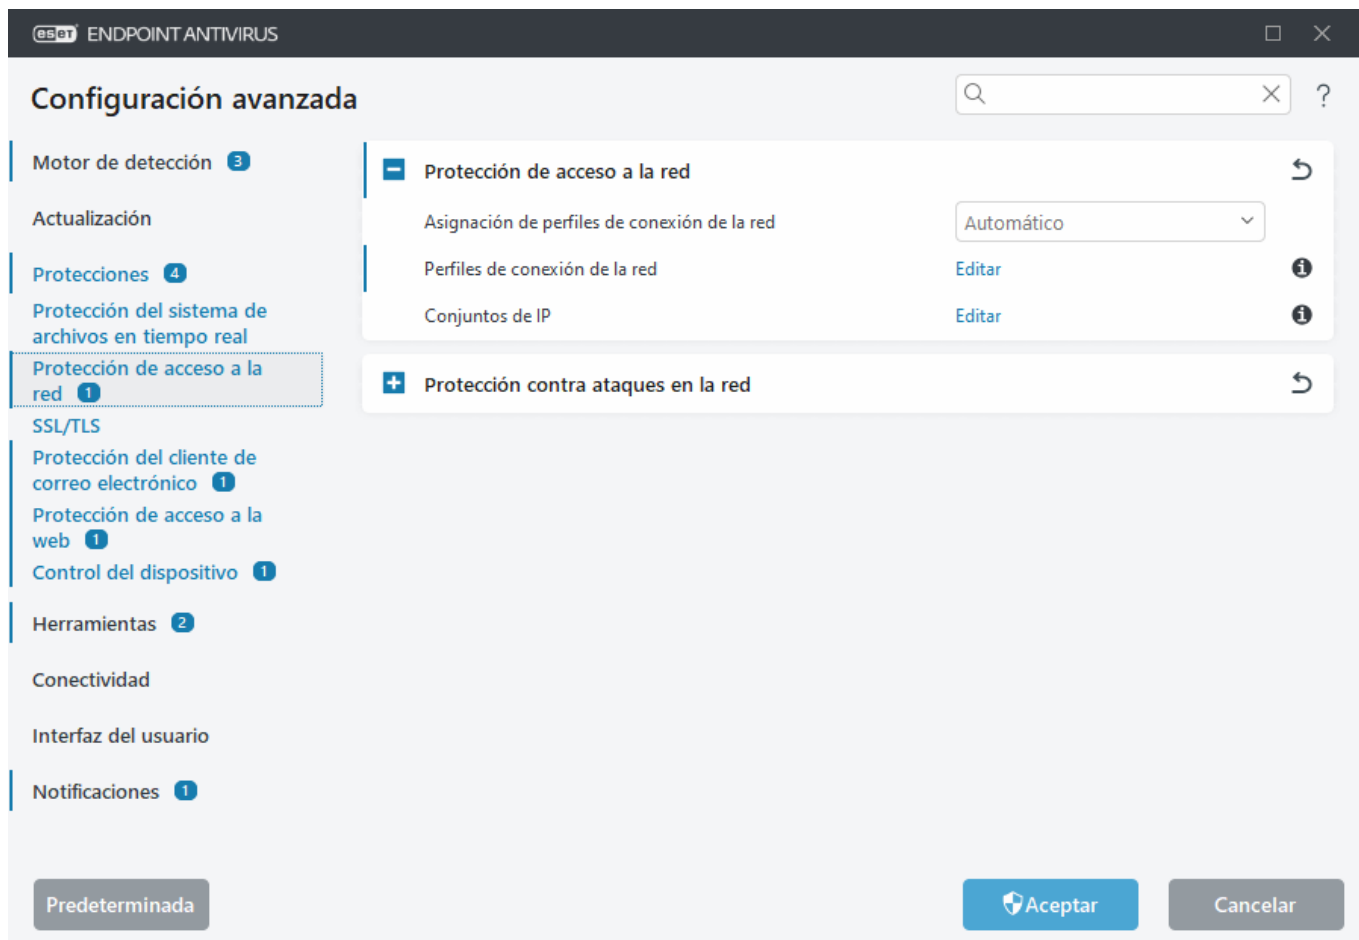 eset ENDPOINT ANTIVIRUS
Configuración avanzada
?
Motor de detección 3
Actualización
Protecciones 4
Protección del sistema de
archivos en tiempo real
Protección de acceso a la
red 1
SSL/TLS
Protección del cliente de
correo electrónico 1
Protección de acceso a la
web 1
Control del dispositivo 1
Herramientas 2
Conectividad
Interfaz del usuario
Notificaciones 1
Protección de acceso a la red
Asignación de perfiles de conexión de la red Automático
Perfiles de conexión de la red Editar
Conjuntos de IP Editar
Protección contra ataques en la red
Predeterminada
Aceptar
Cancelar